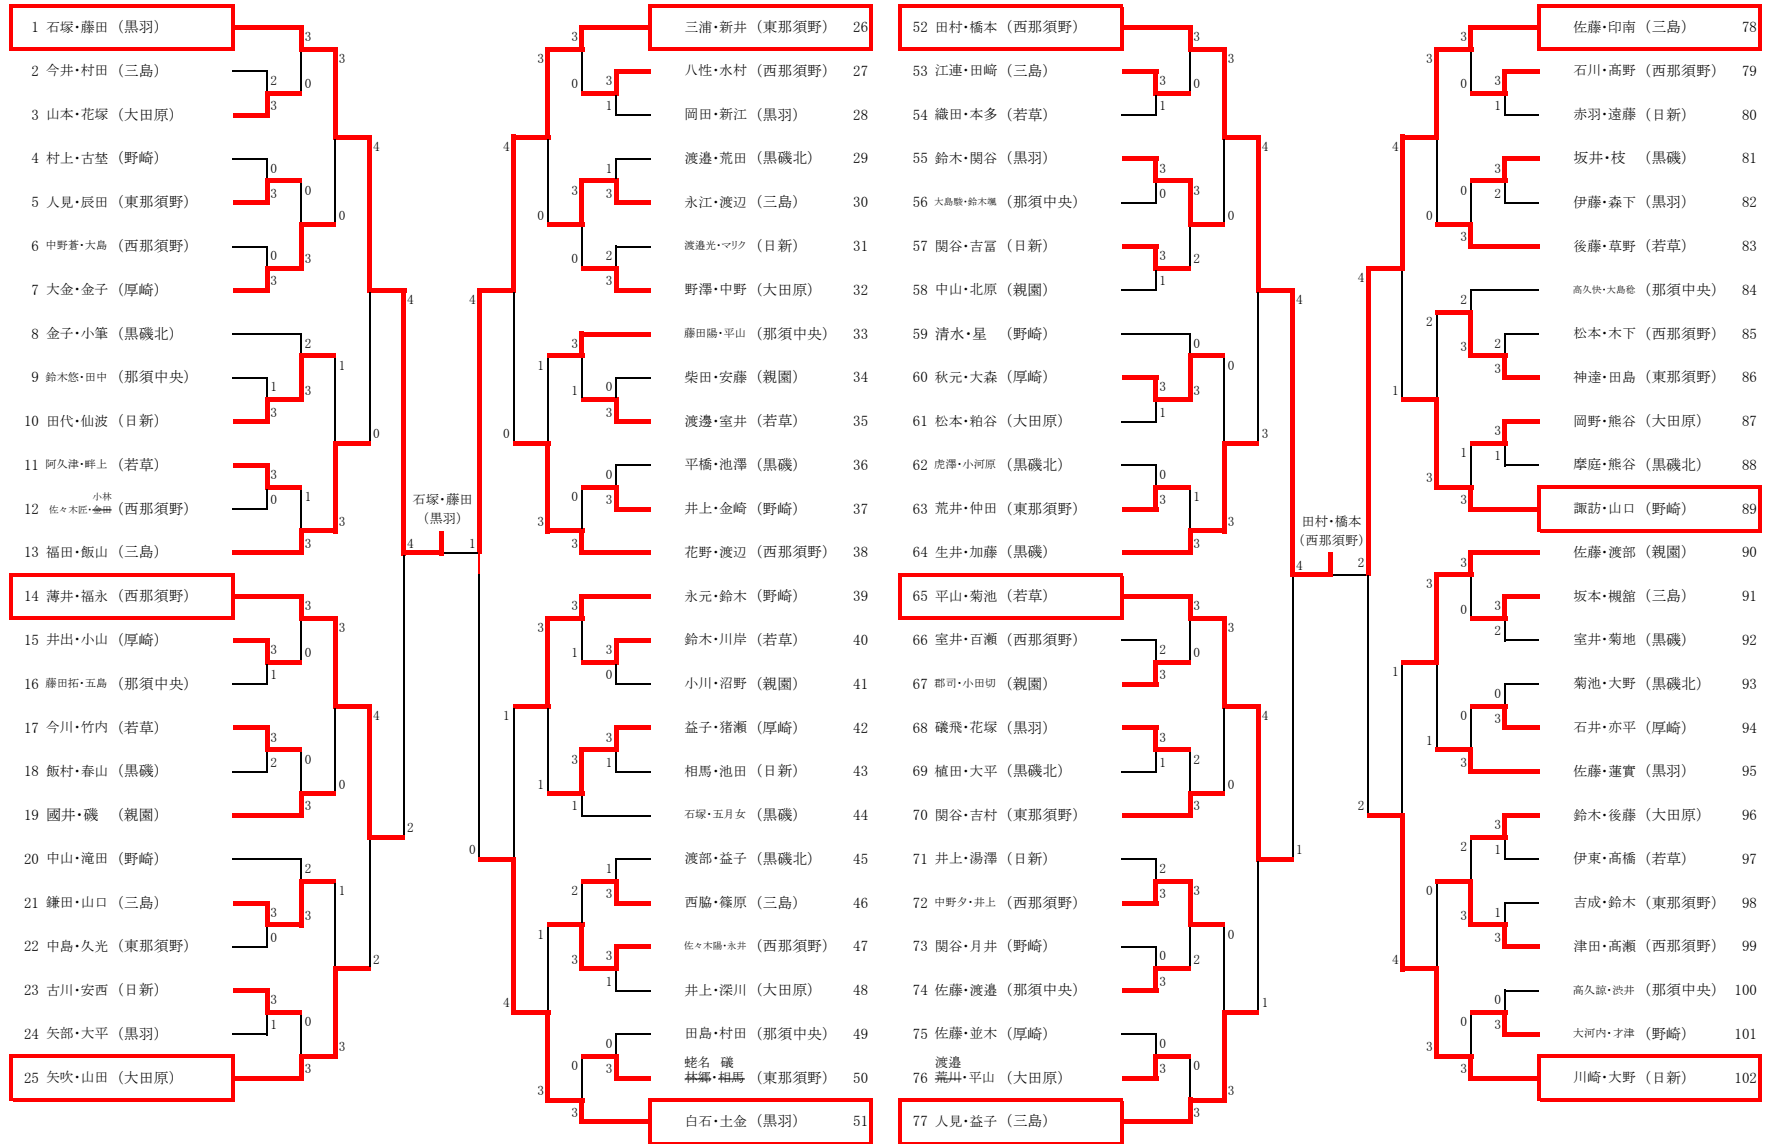 1 石塚・藤田 (黒羽)
2 今井・村田 (三島)
3 山本・花塚 (大田原)
4 村上・古埜 (野崎)
5 人見・辰田 (東那須野)
6 中野蒼・大島 (西那須野)
7 大金・金子 (厚崎)
8 金子・小筆 (黒磯北)
9 鈴木悠・田中 (那須中央)
10 田代・仙波 (日新)
11 阿久津・畔上 (若草)
小林
12 佐々木匠・金田 (西那須野)
13 福田・飯山 (三島)
14 薄井・福永 (西那須野)
15 井出・小山 (厚崎)
16 藤田拓・五島 (那須中央)
17 今川・竹内 (若草)
18 飯村・春山 (黒磯)
19 國井・磯 (親園)
20 中山・滝田 (野崎)
21 鎌田・山口 (三島)
22 中島・久光 (東那須野)
23 古川・安西 (日新)
24 矢部・大平 (黒羽)
25 矢吹・山田 (大田原)
石塚・藤田
(黒羽)
三浦・新井 (東那須野) 26
八性・水村 (西那須野) 27
岡田・新江 (黒羽) 28
渡邉・荒田 (黒磯北) 29
永江・渡辺 (三島) 30
渡邉光・マリク (日新) 31
野澤・中野 (大田原) 32
藤田陽・平山 (那須中央) 33
柴田・安藤 (親園) 34
渡邊・室井 (若草) 35
平橋・池澤 (黒磯) 36
井上・金崎 (野崎) 37
花野・渡辺 (西那須野) 38
永元・鈴木 (野崎) 39
鈴木・川岸 (若草) 40
小川・沼野 (親園) 41
益子・猪瀬 (厚崎) 42
相馬・池田 (日新) 43
石塚・五月女 (黒磯) 44
渡部・益子 (黒磯北) 45
西脇・篠原 (三島) 46
佐々木陽・永井 (西那須野) 47
井上・深川 (大田原) 48
田島・村田 (那須中央) 49
蛯名 磯
林郷・相馬 (東那須野) 50
白石・土金 (黒羽) 51
52 田村・橋本 (西那須野)
53 江連・田﨑 (三島)
54 織田・本多 (若草)
55 鈴木・関谷 (黒羽)
56 大島駿・鈴木颯 (那須中央)
57 関谷・吉冨 (日新)
58 中山・北原 (親園)
59 清水・星 (野崎)
60 秋元・大森 (厚崎)
61 松本・粕谷 (大田原)
62 虎澤・小河原 (黒磯北)
63 荒井・仲田 (東那須野)
64 生井・加藤 (黒磯)
65 平山・菊池 (若草)
66 室井・百瀬 (西那須野)
67 郡司・小田切 (親園)
68 礒飛・花塚 (黒羽)
69 植田・大平 (黒磯北)
70 関谷・吉村 (東那須野)
71 井上・湯澤 (日新)
72 中野夕・井上 (西那須野)
73 関谷・月井 (野崎)
74 佐藤・渡邉 (那須中央)
75 佐藤・並木 (厚崎)
渡邉
76 荒川・平山 (大田原)
77 人見・益子 (三島)
田村・橋本
(西那須野)
佐藤・印南 (三島) 78
石川・髙野 (西那須野) 79
赤羽・遠藤 (日新) 80
坂井・枝 (黒磯) 81
伊藤・森下 (黒羽) 82
後藤・草野 (若草) 83
高久快・大島稔 (那須中央) 84
松本・木下 (西那須野) 85
神達・田島 (東那須野) 86
岡野・熊谷 (大田原) 87
摩庭・熊谷 (黒磯北) 88
諏訪・山口 (野崎) 89
佐藤・渡部 (親園) 90
坂本・槻舘 (三島) 91
室井・菊地 (黒磯) 92
菊池・大野 (黒磯北) 93
石井・亦平 (厚崎) 94
佐藤・蓮實 (黒羽) 95
鈴木・後藤 (大田原) 96
伊東・髙橋 (若草) 97
吉成・鈴木 (東那須野) 98
津田・髙瀬 (西那須野) 99
高久諒・渋井 (那須中央) 100
大河内・才津 (野崎) 101
川崎・大野 (日新) 102